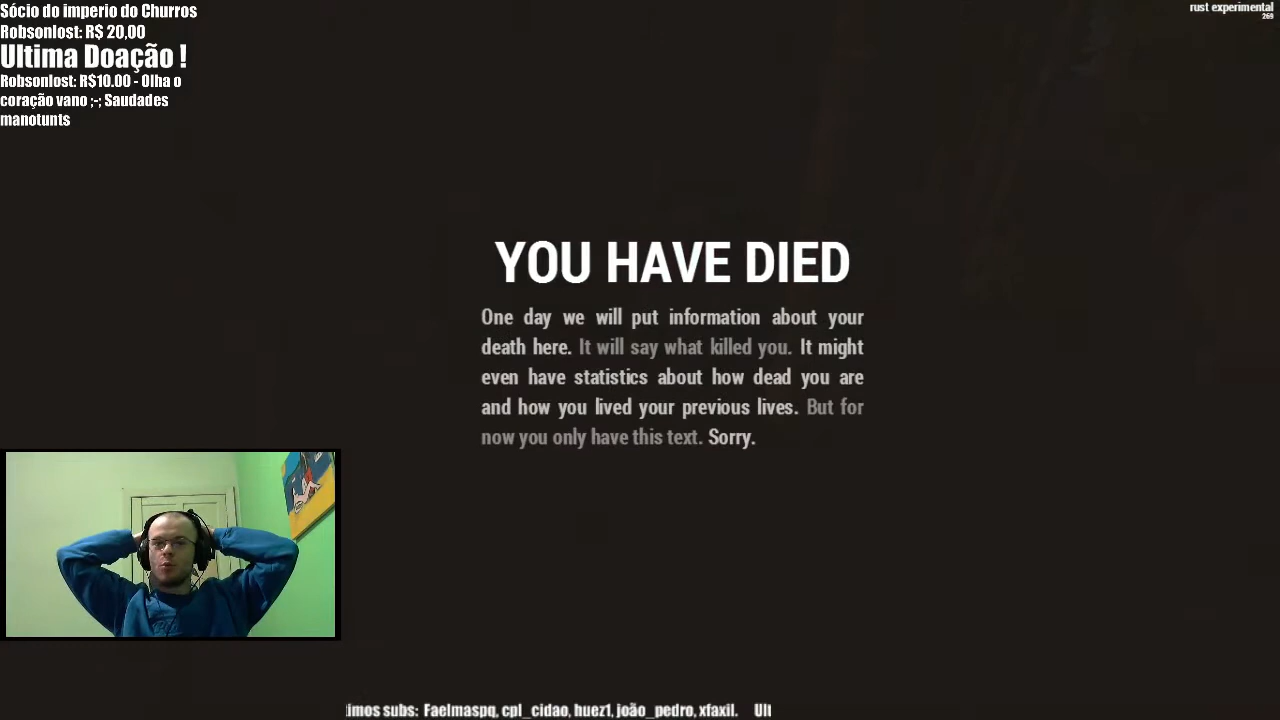 Sócio do imperio do Churros
Robsonlost: R$ 20,00
Ultima Doação !
Robsonlost: R$10.00 - Olha o
coração vano ;-; Saudades
manotunts
rust experimental
269
YOU HAVE DIED
One day we will put information about your
death here. It will say what killed you. It might
even have statistics about how dead you are
and how you lived your previous lives. But for
now you only have this text. Sorry.
imos subs: Faelmaspq, cpl_cidao, huez1, joão_pedro, xfaxil. Ult